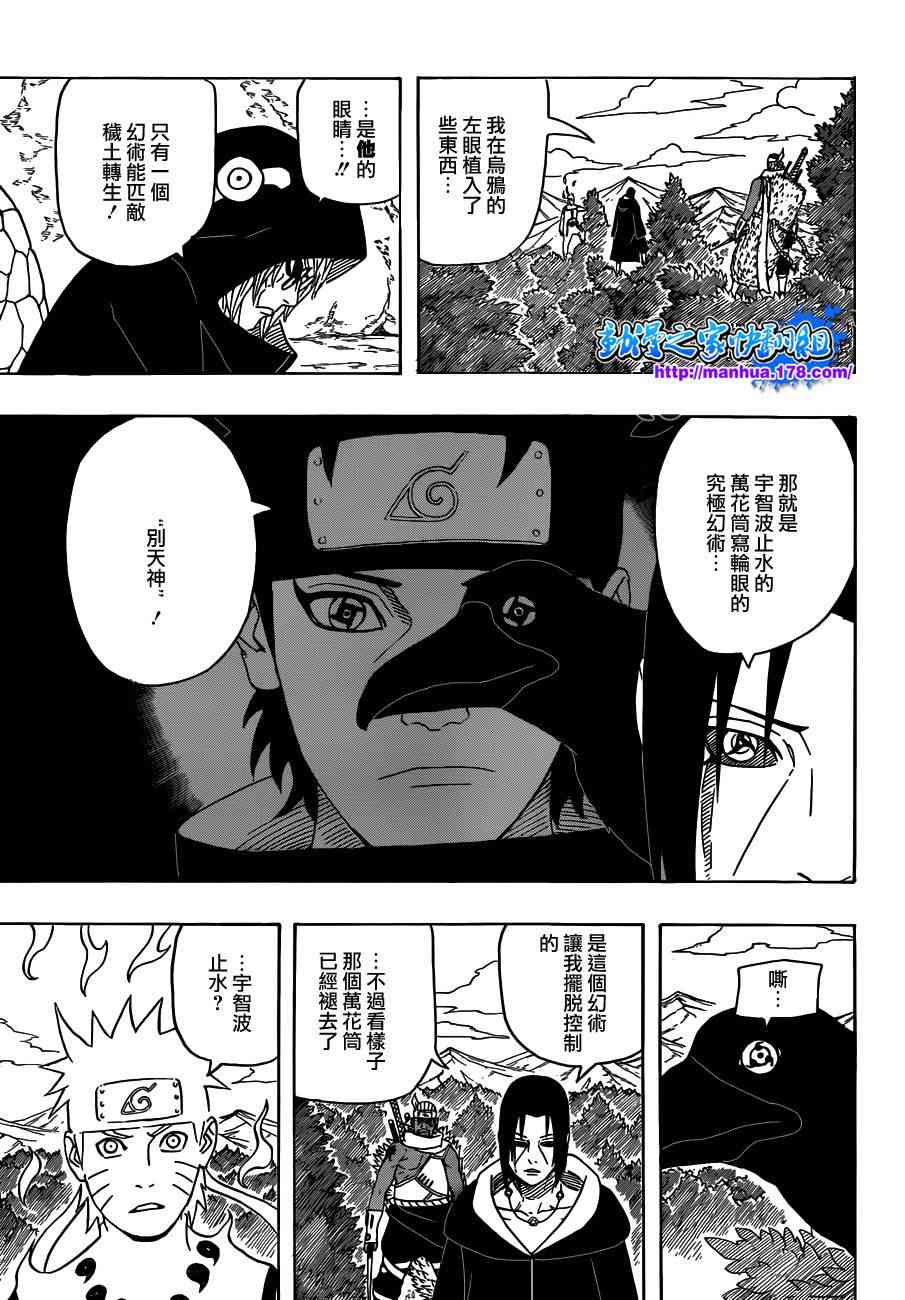 我在烏鴉的
左眼植入了
些東西…
…是他的
眼睛…!!
只有一個
幻術能匹敵
穢土轉生!
動漫之家汉化組
http://manhua.178.com/
那就是
宇智波止水的
萬花筒寫輪眼的
究極幻術…
"別天神"!
嘶…
是這個幻術
讓我擺脱控制
的
…不過看樣子
那個萬花筒
已經褪去了
…宇智波
止水?